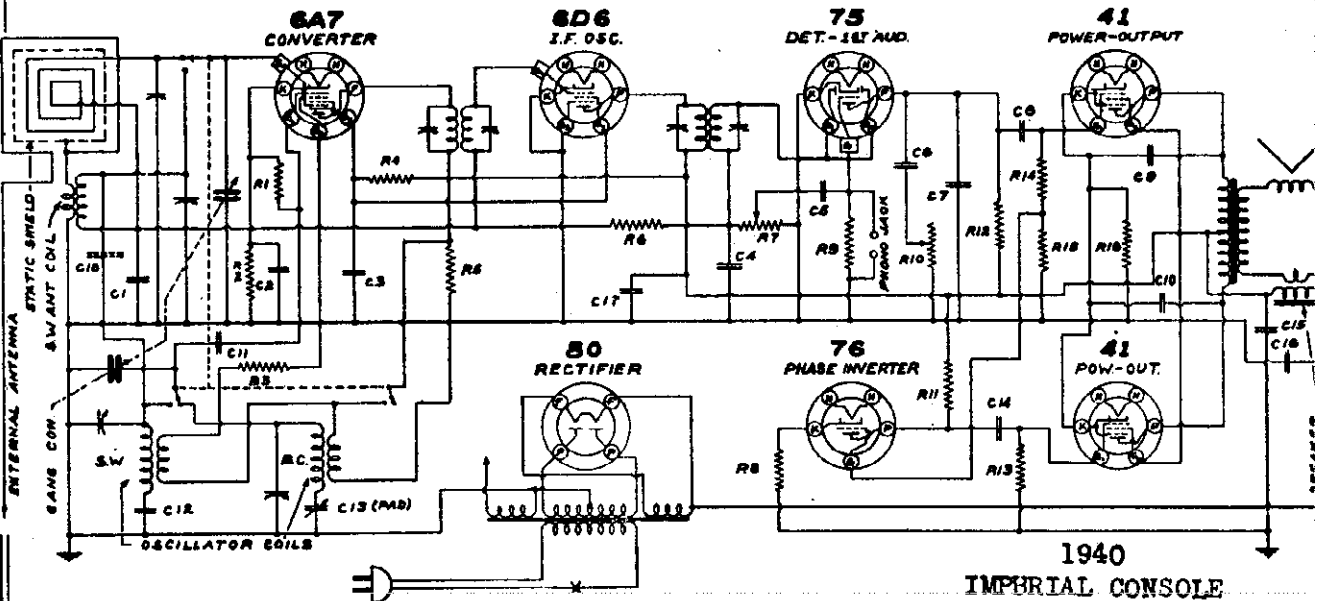 6A7
CONVERTER
6D6
I.F. OSC.
75
DET.-1ST AUD.
41
POWER-OUTPUT
EXTERNAL ANTENNA
STATIC SHIELD
S.W ANT COIL
GANG CON.
C18
C1
R1
R2
C2
C3
R4
R5
R6
R7
C5
C4
C17
R9
PHONO JACK
C6
R10
C7
R12
C8
R14
R15
R16
C9
C10
C15
C16
C11
R3
S.W
B.C.
C12
C13 (PAD)
OSCILLATOR COILS
80
RECTIFIER
76
PHASE INVERTER
R8
R11
C14
R13
41
POW.-OUT.
1940
IMPERIAL CONSOLE